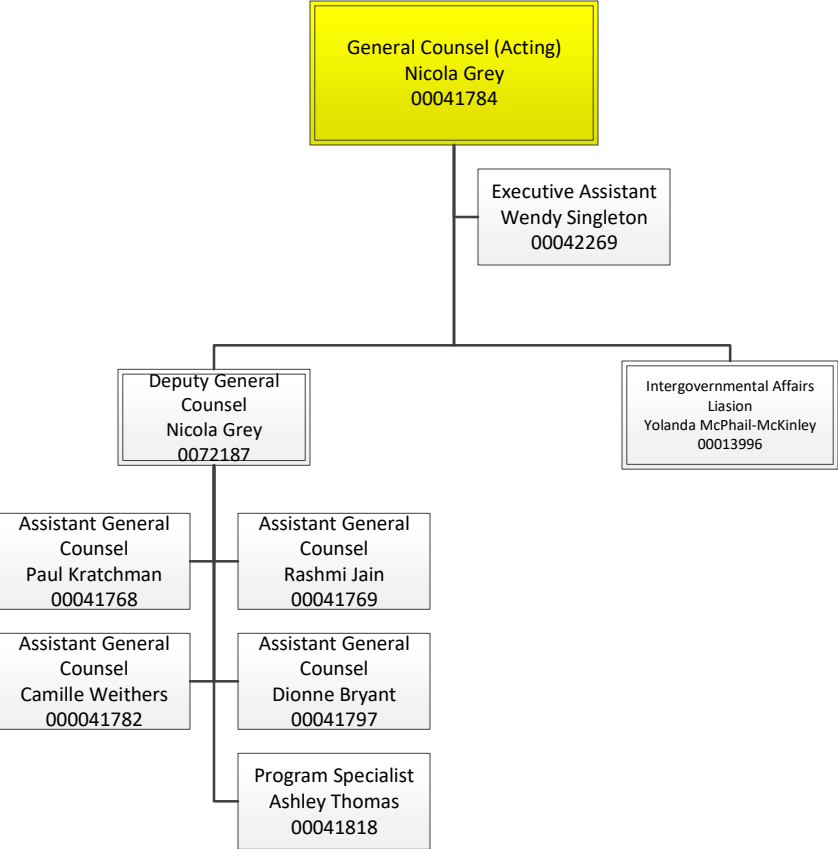 General Counsel (Acting)
Nicola Grey
00041784
Executive Assistant
Wendy Singleton
00042269
Deputy General
Counsel
Nicola Grey
0072187
Intergovernmental Affairs
Liasion
Yolanda McPhail-McKinley
00013996
Assistant General
Counsel
Paul Kratchman
00041768
Assistant General
Counsel
Rashmi Jain
00041769
Assistant General
Counsel
Camille Weithers
000041782
Assistant General
Counsel
Dionne Bryant
00041797
Program Specialist
Ashley Thomas
00041818